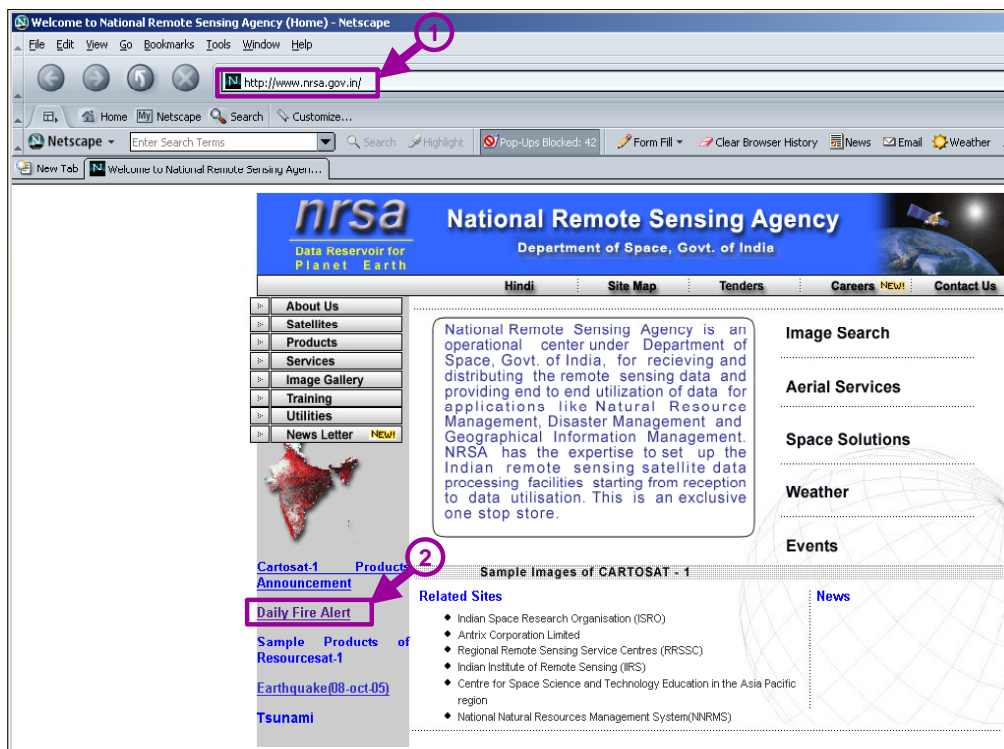 Welcome to National Remote Sensing Agency (Home) - Netscape
File Edit View Go Bookmarks Tools Window Help
1
http://www.nrsa.gov.in/
Home My Netscape Search Customize...
Netscape Enter Search Terms Search Highlight Pop-Ups Blocked: 42 Form Fill Clear Browser History News Email Weather
New Tab Welcome to National Remote Sensing Agen...
nrsa
Data Reservoir for
Planet Earth
National Remote Sensing Agency
Department of Space, Govt. of India
Hindi Site Map Tenders Careers NEW! Contact Us
About Us
Satellites
Products
Services
Image Gallery
Training
Utilities
News Letter NEW!
National Remote Sensing Agency is an
operational center under Department of
Space, Govt. of India, for recieving and
distributing the remote sensing data and
providing end to end utilization of data for
applications like Natural Resource
Management, Disaster Management and
Geographical Information Management.
NRSA has the expertise to set up the
Indian remote sensing satellite data
processing facilities starting from reception
to data utilisation. This is an exclusive
one stop store.
Image Search
Aerial Services
Space Solutions
Weather
Events
2
Cartosat-1 Products
Announcement
Daily Fire Alert
Sample Products of
Resourcesat-1
Earthquake(08-oct-05)
Tsunami
Sample Images of CARTOSAT - 1
Related Sites
Indian Space Research Organisation (ISRO)
Antrix Corporation Limited
Regional Remote Sensing Service Centres (RRSSC)
Indian Institute of Remote Sensing (IIRS)
Centre for Space Science and Technology Education in the Asia Pacific
region
National Natural Resources Management System(NNRMS)
News